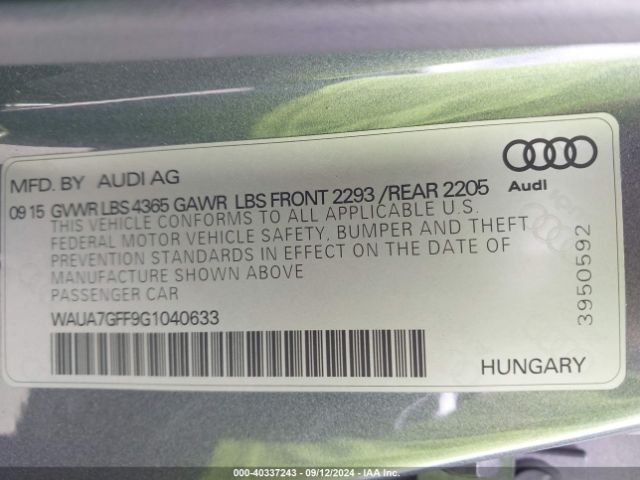 MFD. BY AUDI AG
Audi
09 15 GVWR LBS 4365 GAWR LBS FRONT 2293 /REAR 2205
THIS VEHICLE CONFORMS TO ALL APPLICABLE U.S.
FEDERAL MOTOR VEHICLE SAFETY, BUMPER AND THEFT
PREVENTION STANDARDS IN EFFECT ON THE DATE OF
MANUFACTURE SHOWN ABOVE
PASSENGER CAR
WAUA7GFF9G1040633
3950592
HUNGARY
000-40337243 - 09/12/2024 - IAA Inc.